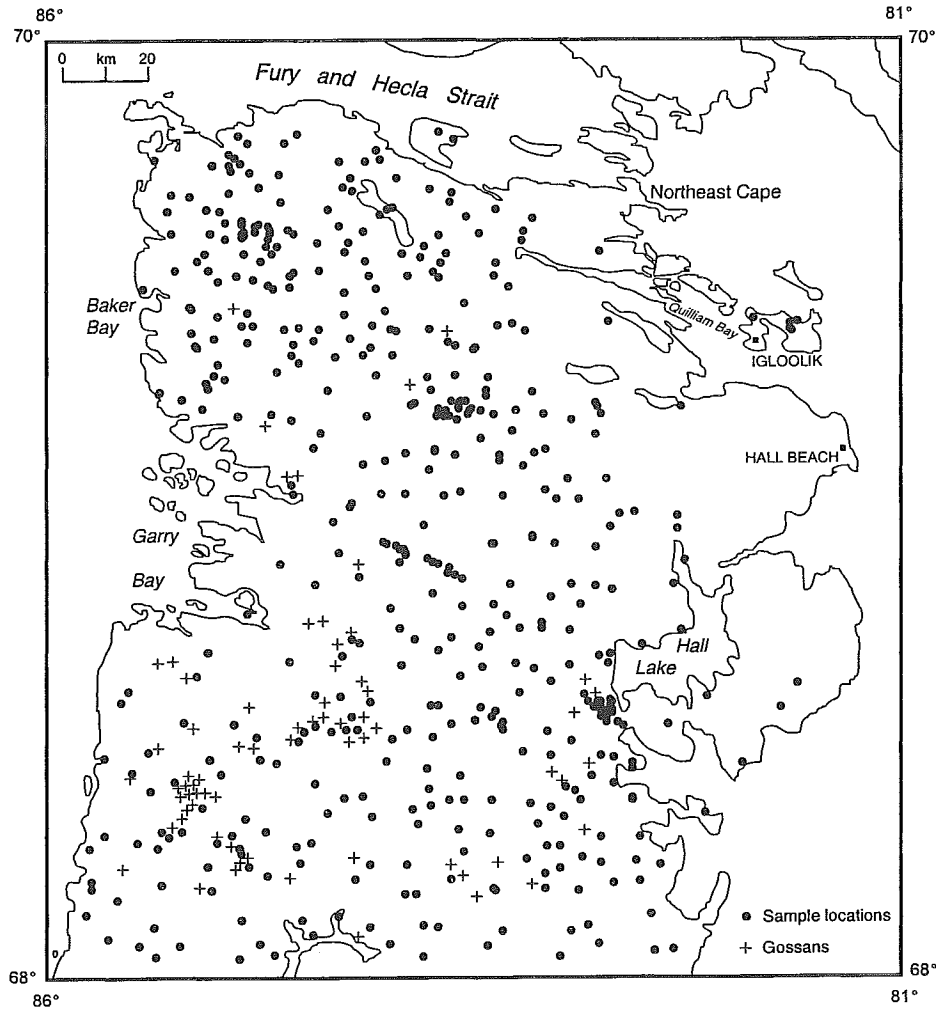 86°
81°
70°
70°
0 km 20
Fury and Hecla Strait
Northeast Cape
Baker
Bay
Quilliam Bay
IGLOOLIK
HALL BEACH
Garry
Bay
Hall
Lake
Sample locations
Gossans
68°
68°
86°
81°